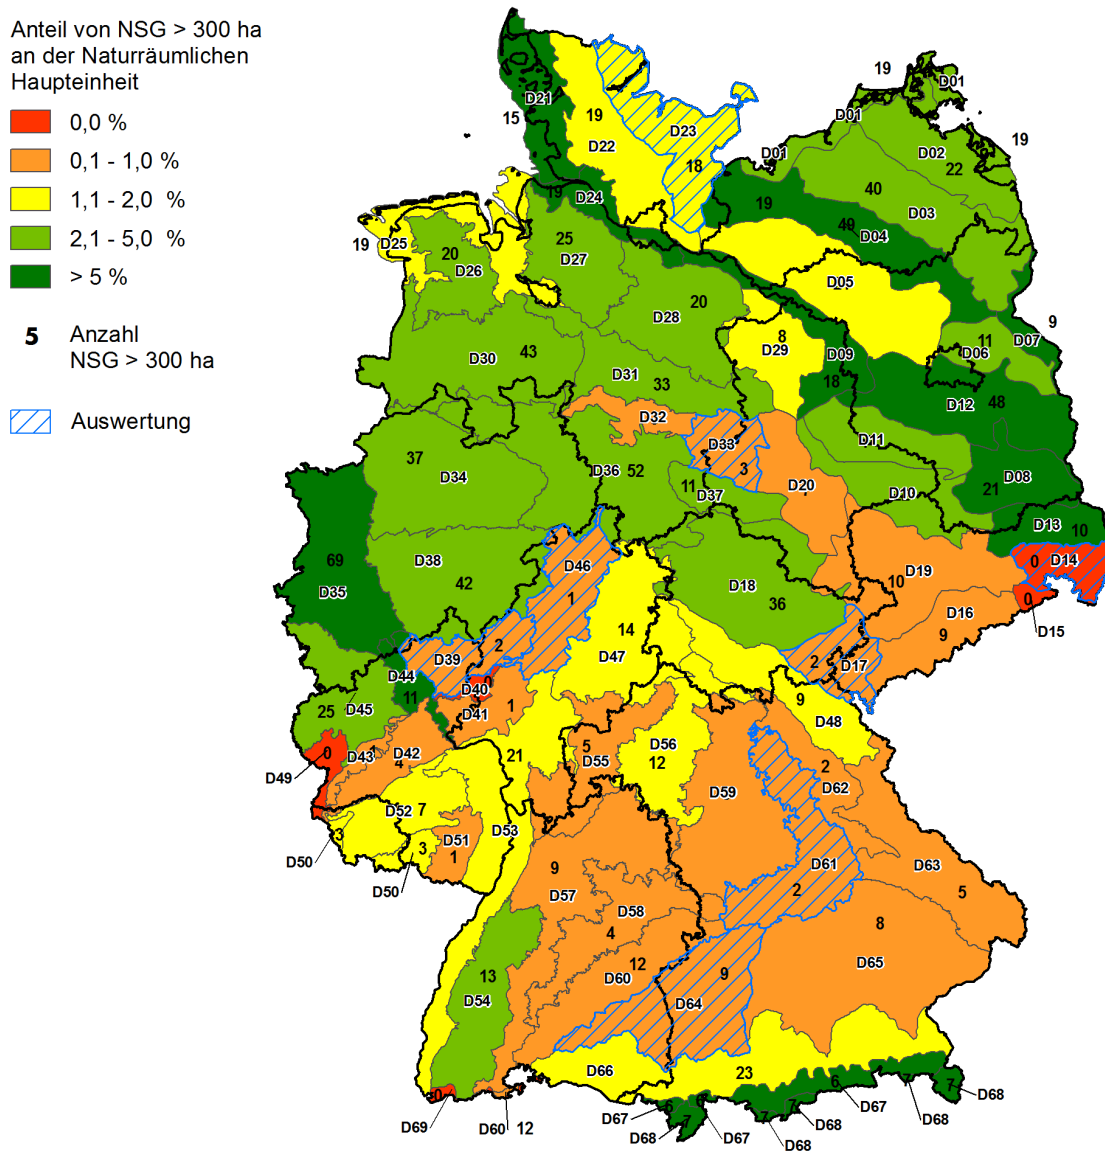 Anteil von NSG > 300 ha
an der Naturräumlichen
Haupteinheit
0,0 %
0,1 - 1,0 %
1,1 - 2,0 %
2,1 - 5,0 %
> 5 %
5 Anzahl
NSG > 300 ha
Auswertung
19
D01
D21
15
19
D22
D23
18
D01
D01
D02
22
19
40
D03
19
D24
19
49
D04
19
D25
20
D26
25
D27
D05
20
D28
8
D29
D09
18
11
D06
9
D07
43
D30
D31
33
48
D12
D32
D33
3
D11
37
D34
D36
52
11
D37
D20
D10
21
D08
D13
10
69
D35
D38
42
D46
1
D18
36
D19
10
0
D14
0
D15
D16
9
14
D47
2
D39
D44
11
D40
D41
1
2
D17
25
D45
9
D48
0
D49
D43
1
D42
4
21
5
D55
D56
12
D59
2
D62
D52
7
3
D50
D51
1
3
D50
D53
D61
2
D63
5
9
D57
D58
4
8
D65
12
D60
9
D64
13
D54
D66
23
0
D69
D60 12
6
D67
7
D68
6
D67
7
D68
7
D68
6
D67
7
D68
7
D68